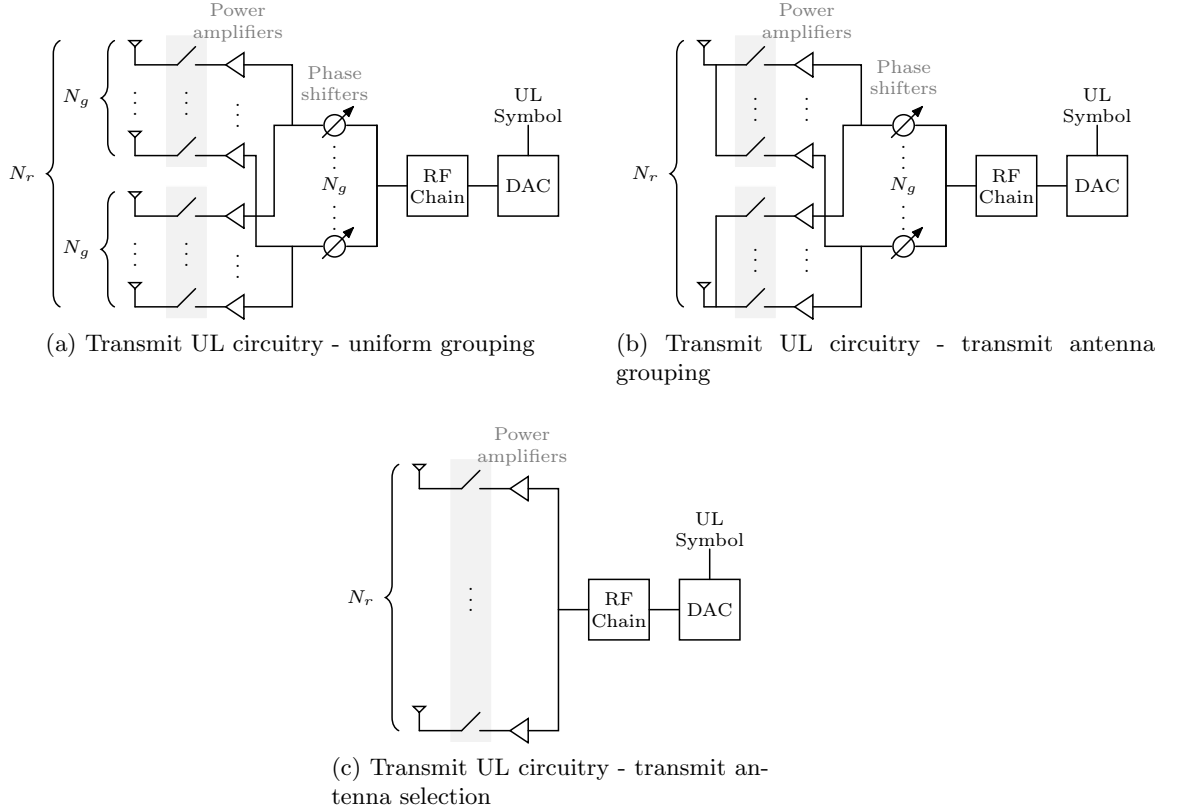 Power
amplifiers
Phase
shifters
N_g
N_g
N_r
N_g
UL
Symbol
RF
Chain
DAC
(a) Transmit UL circuitry - uniform grouping
Power
amplifiers
Phase
shifters
N_r
N_g
UL
Symbol
RF
Chain
DAC
(b) Transmit UL circuitry - transmit antenna
grouping
Power
amplifiers
N_r
UL
Symbol
RF
Chain
DAC
(c) Transmit UL circuitry - transmit an-
tenna selection